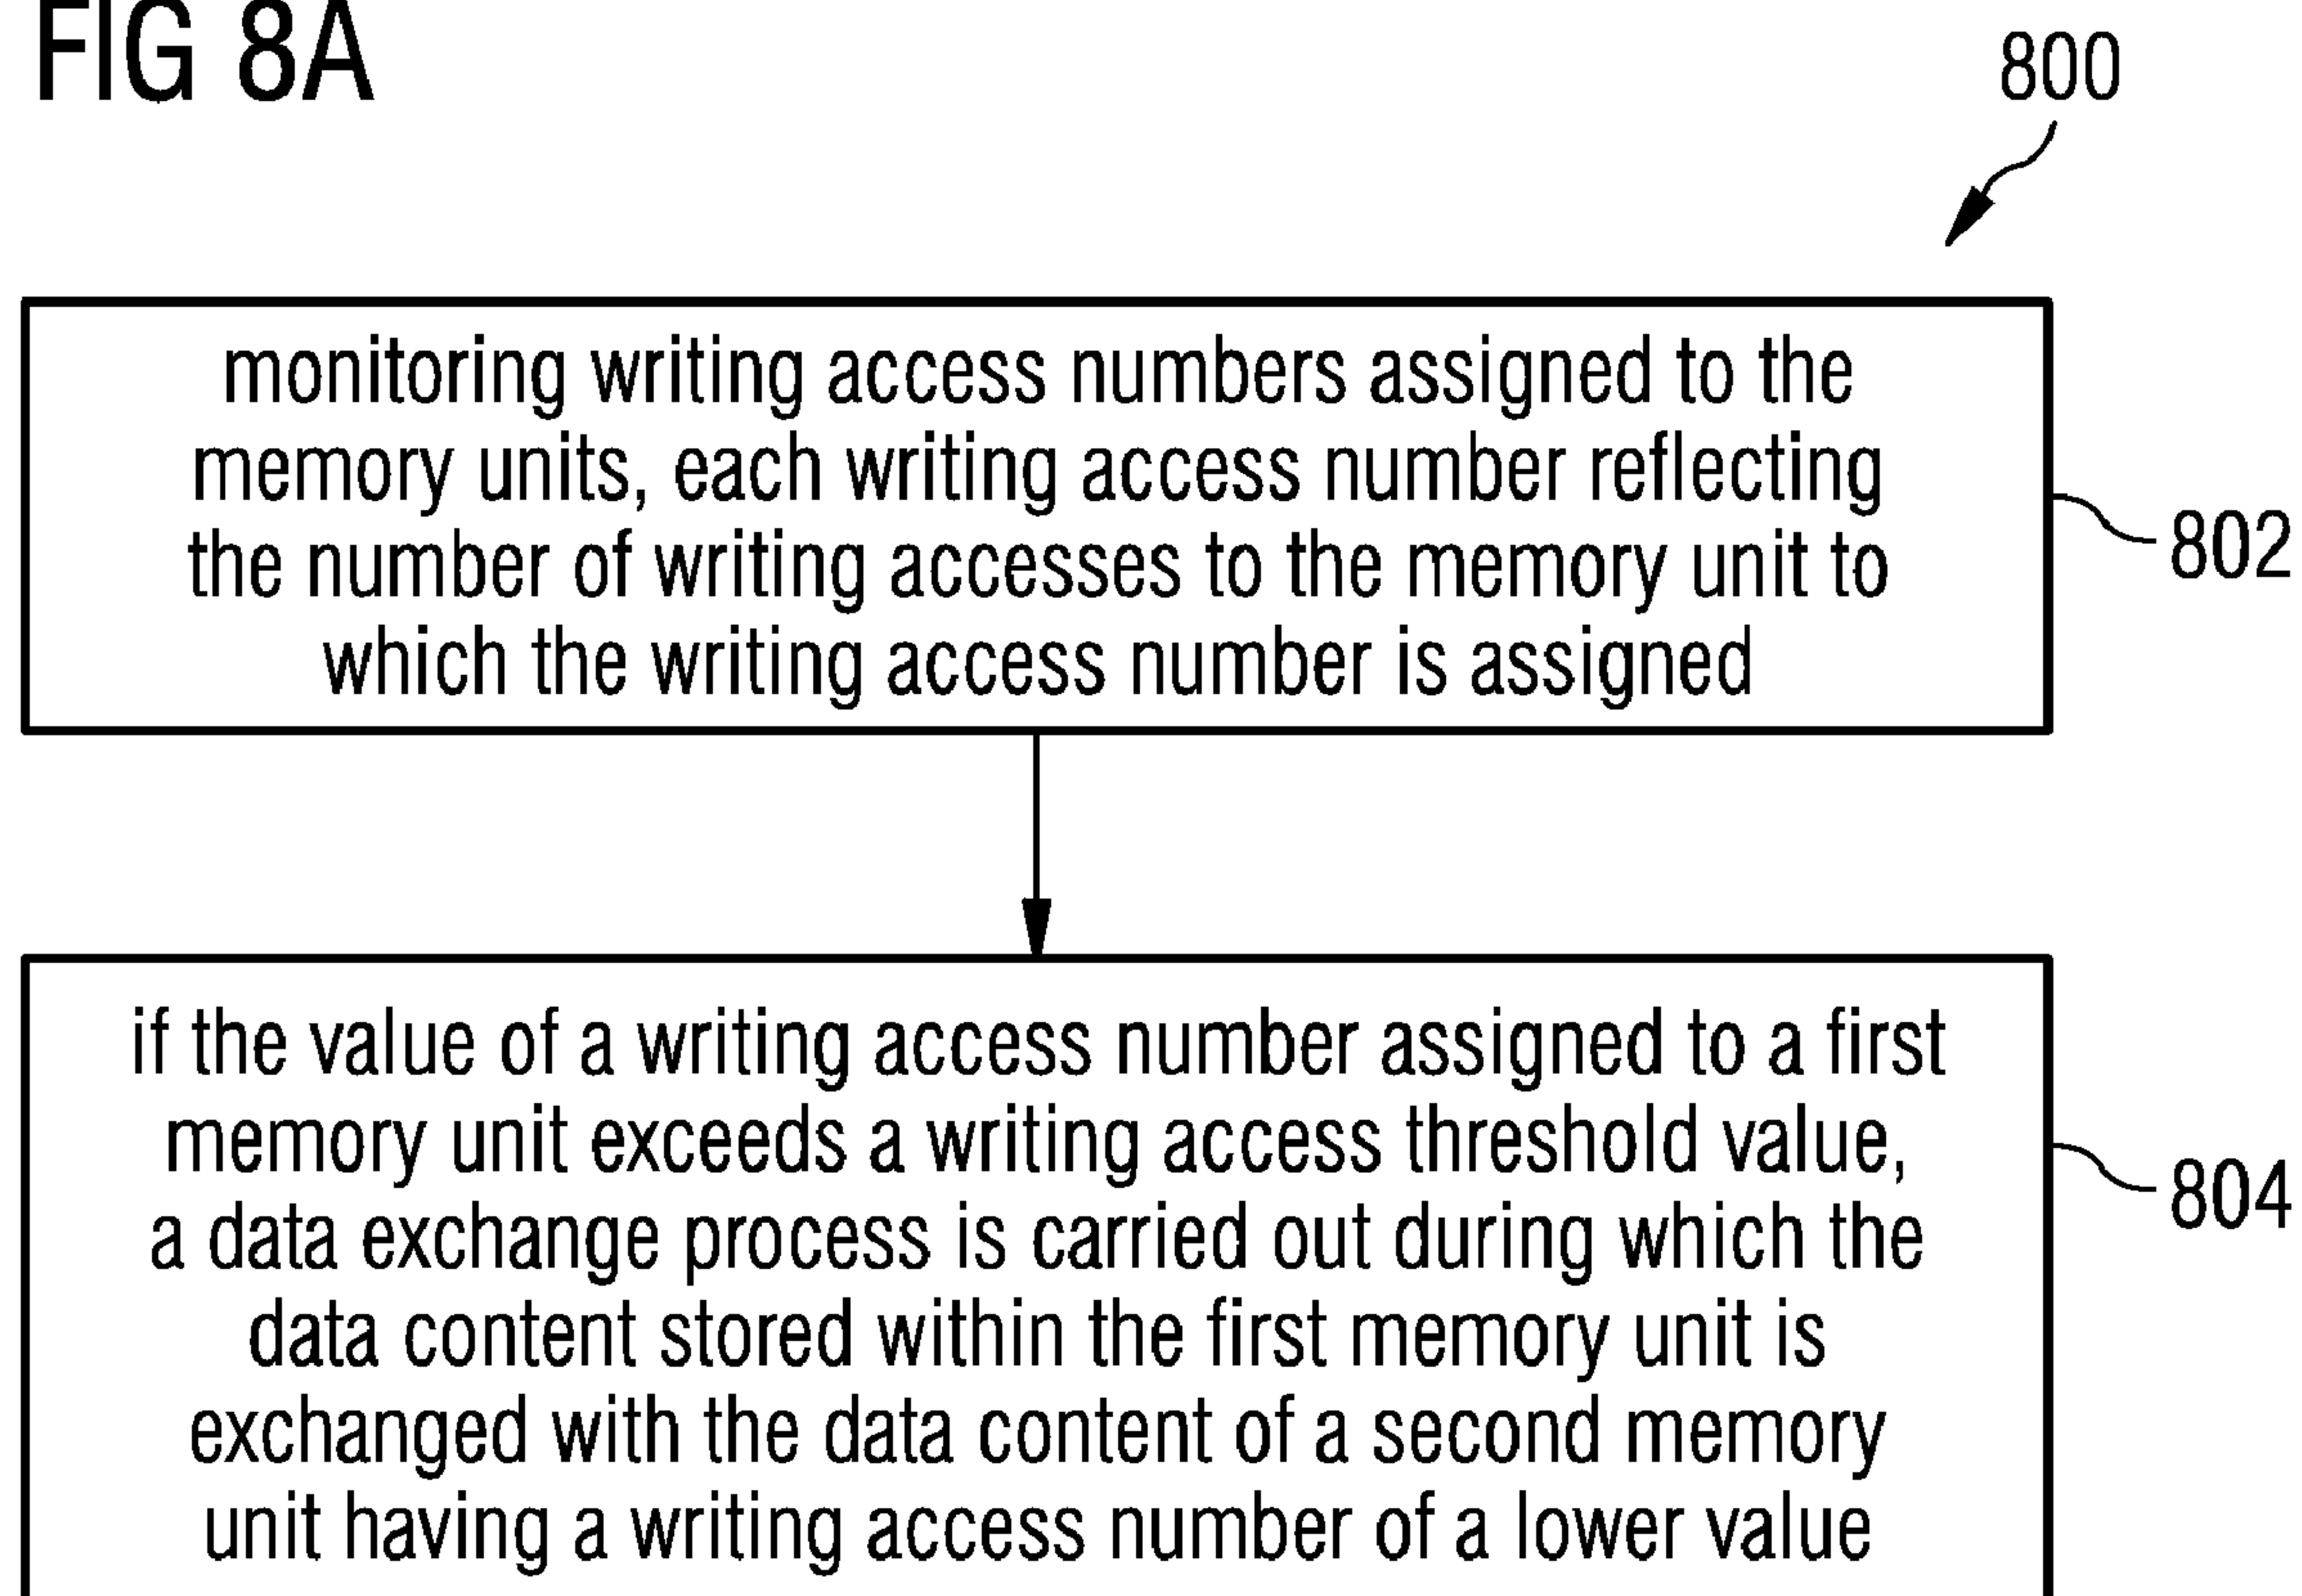 FIG 8A
800
monitoring writing access numbers assigned to the
memory units, each writing access number reflecting
the number of writing accesses to the memory unit to
which the writing access number is assigned
802
if the value of a writing access number assigned to a first
memory unit exceeds a writing access threshold value,
a data exchange process is carried out during which the
data content stored within the first memory unit is
exchanged with the data content of a second memory
unit having a writing access number of a lower value
804